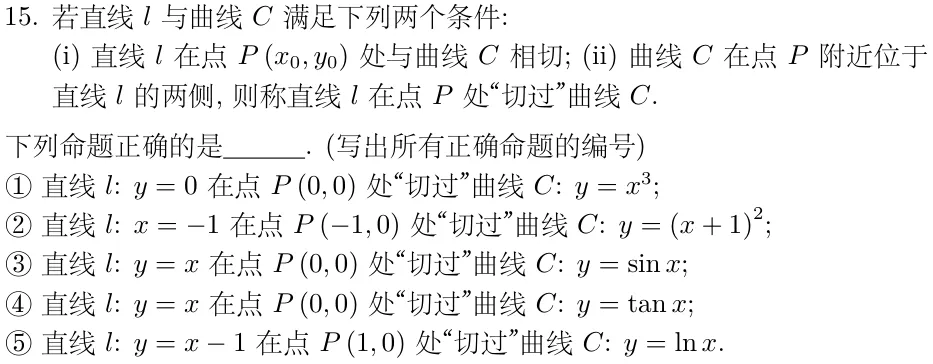 15. 若直线 l 与曲线 C 满足下列两个条件:
(i) 直线 l 在点 P (x₀, y₀) 处与曲线 C 相切; (ii) 曲线 C 在点 P 附近位于
直线 l 的两侧, 则称直线 l 在点 P 处“切过”曲线 C.
下列命题正确的是______. (写出所有正确命题的编号)
① 直线 l: y = 0 在点 P (0, 0) 处“切过”曲线 C: y = x³;
② 直线 l: x = −1 在点 P (−1, 0) 处“切过”曲线 C: y = (x + 1)²;
③ 直线 l: y = x 在点 P (0, 0) 处“切过”曲线 C: y = sin x;
④ 直线 l: y = x 在点 P (0, 0) 处“切过”曲线 C: y = tan x;
⑤ 直线 l: y = x − 1 在点 P (1, 0) 处“切过”曲线 C: y = ln x.